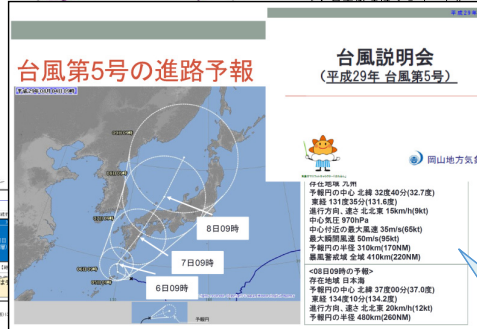 平成29年
台風第5号の進路予報
台風説明会
(平成29年 台風第5号)
岡山地方気象
8日09時
7日09時
6日09時
予報円
存在地域 九州
予報円の中心 北緯 32度40分(32.7度)
東経 131度35分(131.6度)
進行方向、速さ 北北東 15km/h(9kt)
中心気圧 970hPa
中心付近の最大風速 35m/s(65kt)
最大瞬間風速 50m/s(95kt)
予報円の半径 310km(170NM)
暴風警戒域 全域 410km(220NM)
<08日09時の予報>
存在地域 日本海
予報円の中心 北緯 37度00分(37.0度)
東経 134度10分(134.2度)
進行方向、速さ 北北東 20km/h(12kt)
予報円の半径 480km(260NM)